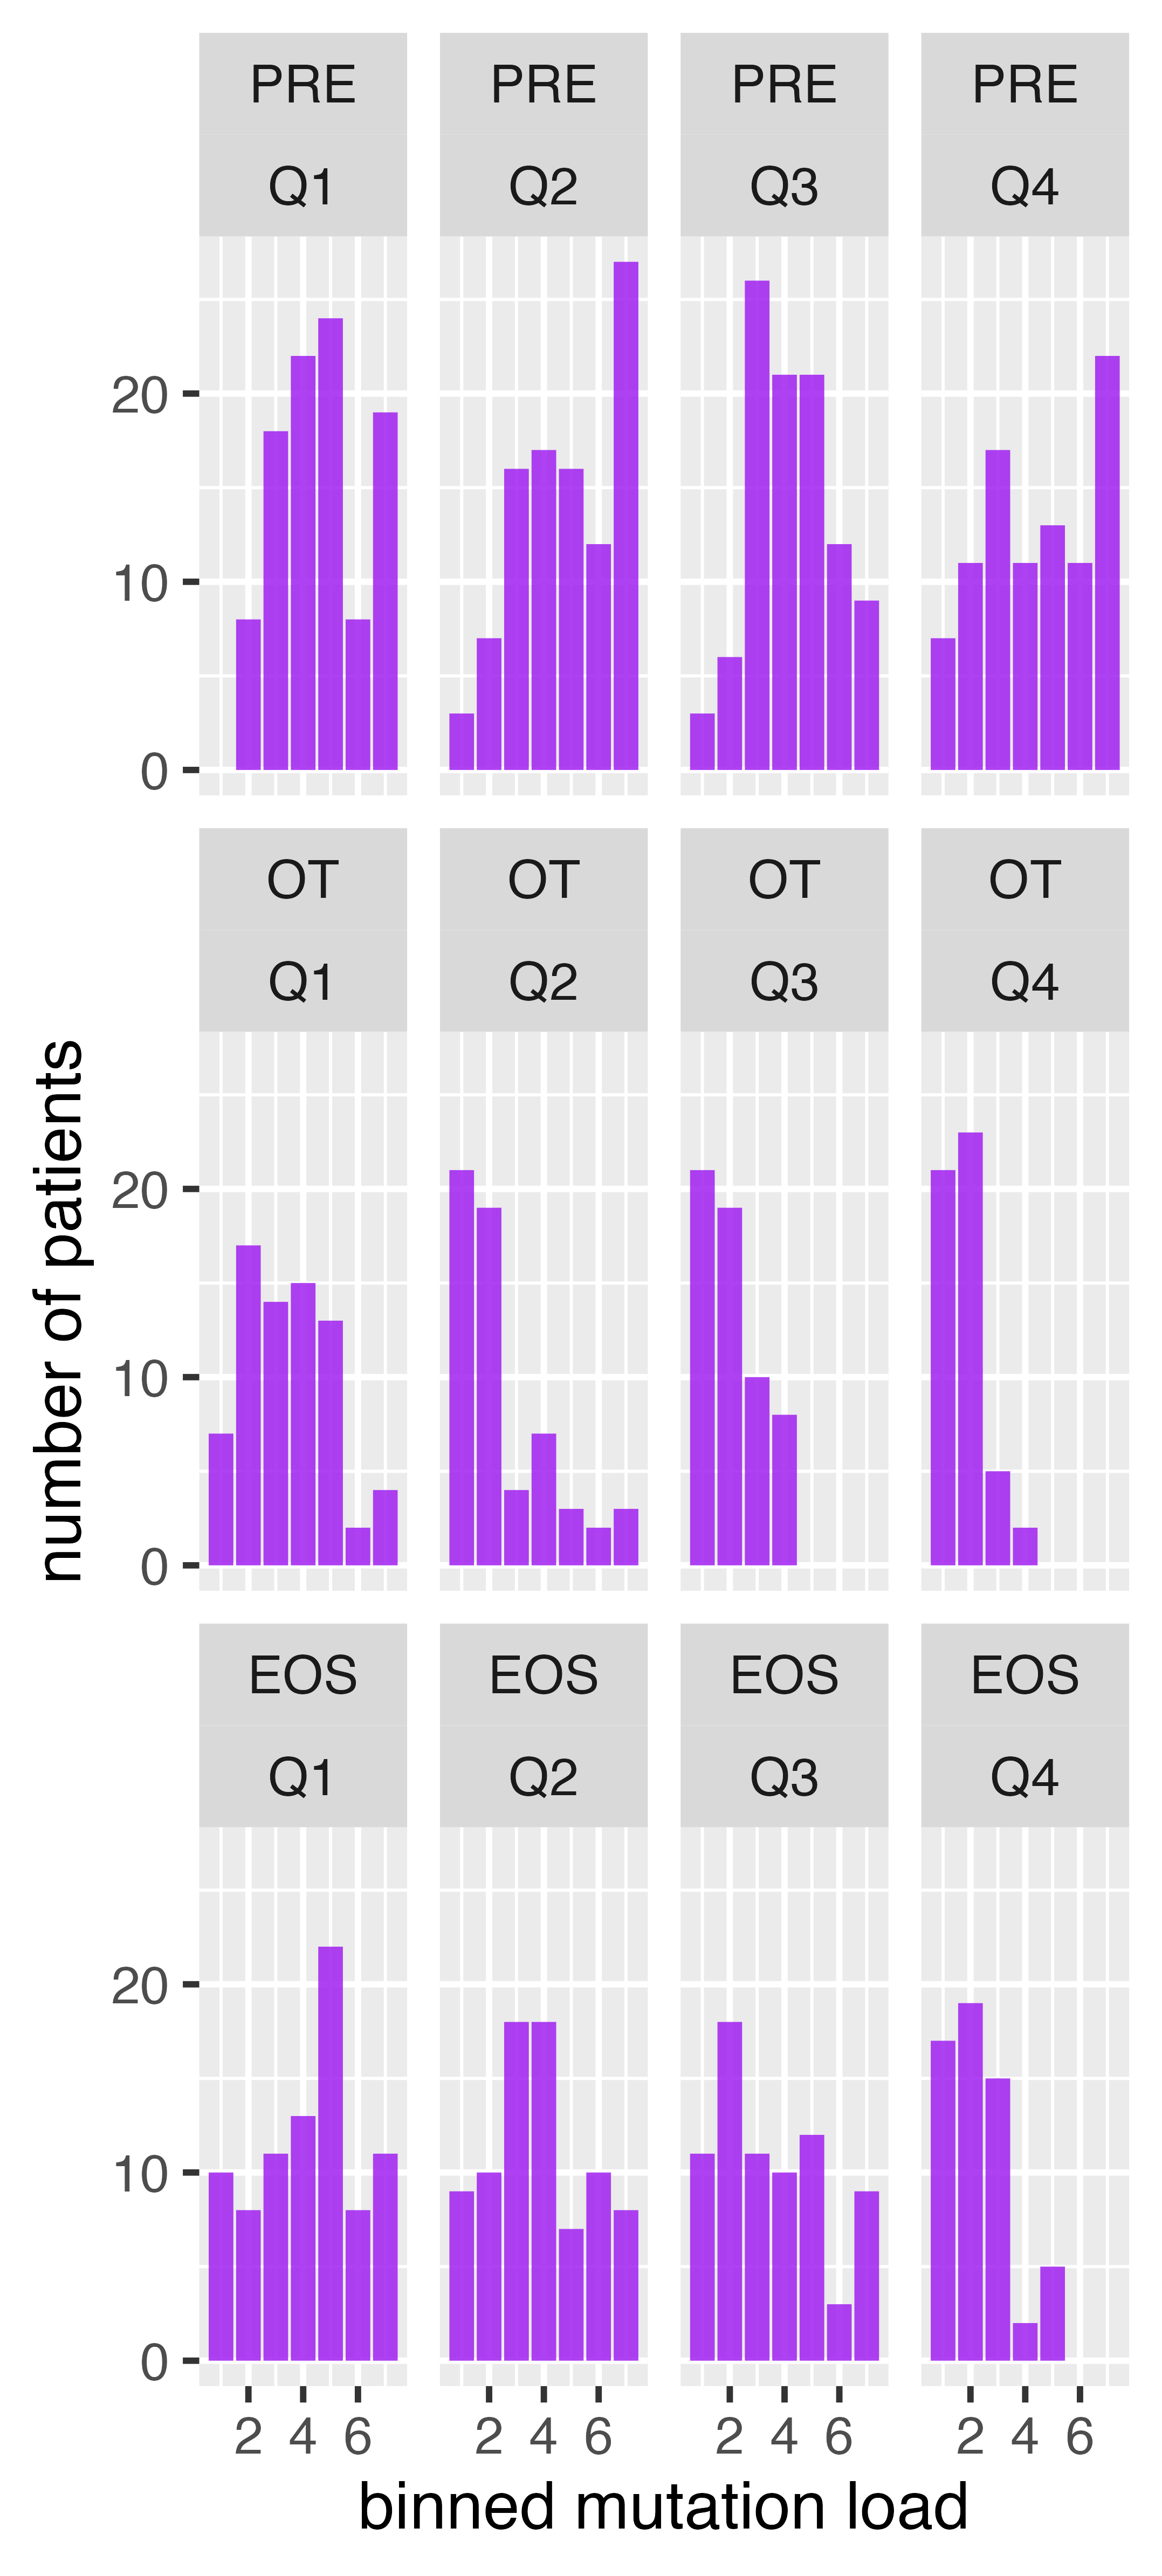 PRE PRE PRE PRE
Q1 Q2 Q3 Q4
20
10
0
OT OT OT OT
Q1 Q2 Q3 Q4
20
10
0
number of patients
EOS EOS EOS EOS
Q1 Q2 Q3 Q4
20
10
0
2 4 6 2 4 6 2 4 6 2 4 6
binned mutation load